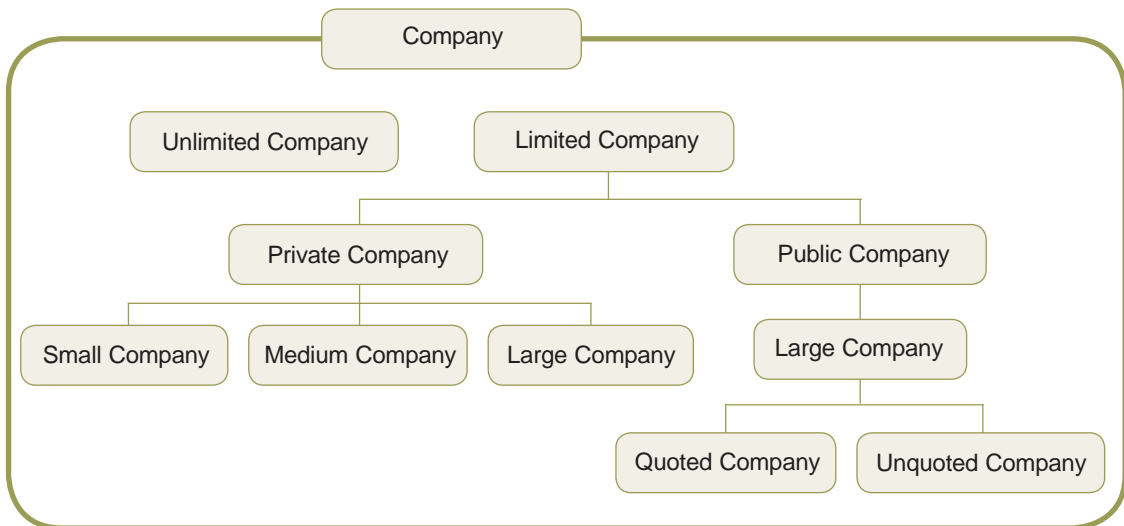 Company
Unlimited Company
Limited Company
Private Company
Public Company
Small Company
Medium Company
Large Company
Large Company
Quoted Company
Unquoted Company